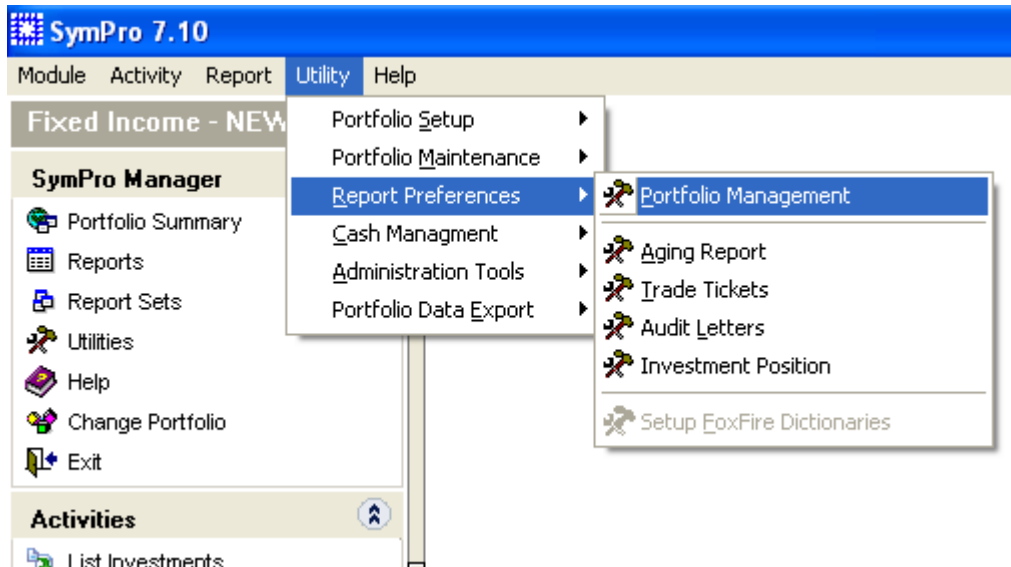 SymPro 7.10
Module Activity Report Utility Help
Fixed Income - NEW
SymPro Manager
Portfolio Summary
Reports
Report Sets
Utilities
Help
Change Portfolio
Exit
Activities
List Investments
Portfolio Setup
Portfolio Maintenance
Report Preferences
Cash Managment
Administration Tools
Portfolio Data Export
Portfolio Management
Aging Report
Trade Tickets
Audit Letters
Investment Position
Setup FoxFire Dictionaries